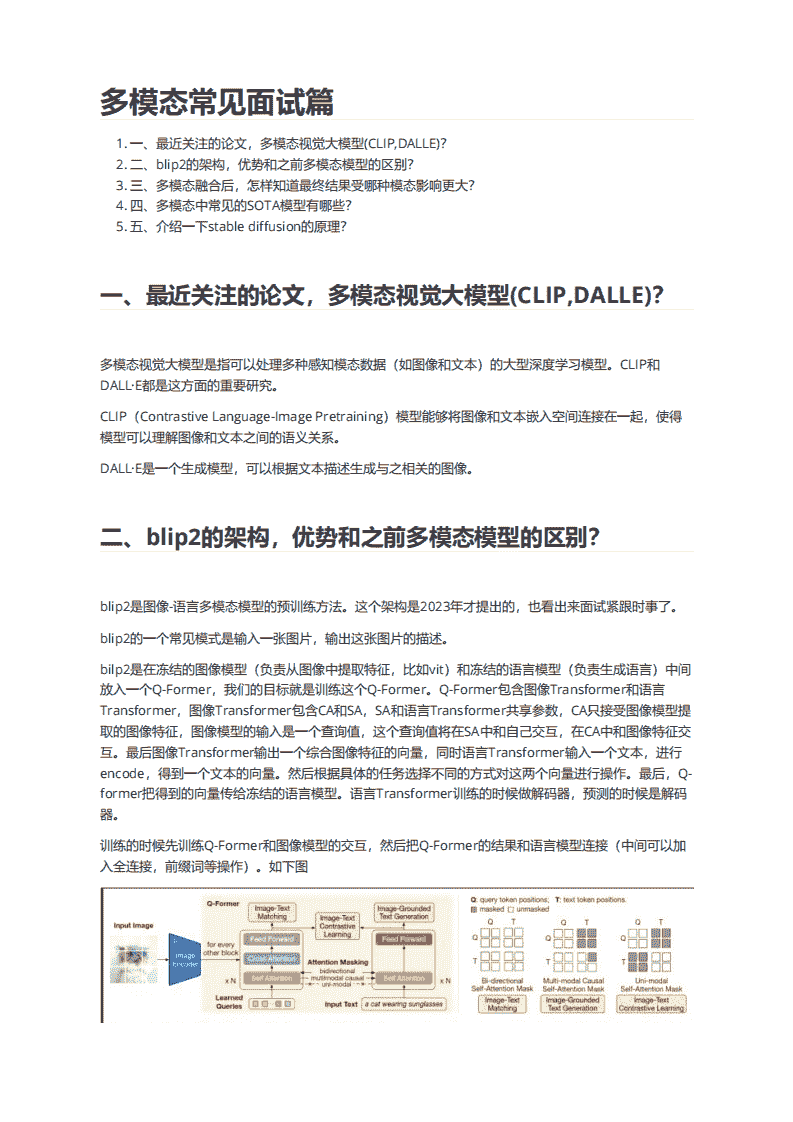 多模态常见面试篇
1. 一、最近关注的论文，多模态视觉大模型(CLIP,DALLE)?
2. 二、blip2的架构，优势和之前多模态模型的区别?
3. 三、多模态融合后，怎样知道最终结果受哪种模态影响更大?
4. 四、多模态中常见的SOTA模型有哪些?
5. 五、介绍一下stable diffusion的原理?
一、最近关注的论文，多模态视觉大模型(CLIP,DALLE)?
多模态视觉大模型是指可以处理多种感知模态数据（如图像和文本）的大型深度学习模型。CLIP和
DALL·E都是这方面的重要研究。
CLIP（Contrastive Language-Image Pretraining）模型能够将图像和文本嵌入空间连接在一起，使得
模型可以理解图像和文本之间的语义关系。
DALL·E是一个生成模型，可以根据文本描述生成与之相关的图像。
二、blip2的架构，优势和之前多模态模型的区别?
blip2是图像-语言多模态模型的预训练方法。这个架构是2023年才提出的，也看出来面试紧跟时事了。
blip2的一个常见模式是输入一张图片，输出这张图片的描述。
bilp2是在冻结的图像模型（负责从图像中提取特征，比如vit）和冻结的语言模型（负责生成语言）中间
放入一个Q-Former，我们的目标就是训练这个Q-Former。Q-Former包含图像Transformer和语言
Transformer，图像Transformer包含CA和SA，SA和语言Transformer共享参数，CA只接受图像模型提
取的图像特征，图像模型的输入是一个查询值，这个查询值将在SA中和自己交互，在CA中和图像特征交
互。最后图像Transformer输出一个综合图像特征的向量，同时语言Transformer输入一个文本，进行
encode，得到一个文本的向量。然后根据具体的任务选择不同的方式对这两个向量进行操作。最后，Q-
former把得到的向量传给冻结的语言模型。语言Transformer训练的时候做解码器，预测的时候是解码
器。
训练的时候先训练Q-Former和图像模型的交互，然后把Q-Former的结果和语言模型连接（中间可以加
入全连接，前缀词等操作）。如下图
Q-Former
Image-Text
Matching
Image-Text
Contrastive
Learning
Image-Grounded
Text Generation
Input Image
Image
Encoder
for every
other block
Feed Forward
Feed Forward
Attention Masking
bidirectional
multimodal causal
uni-modal
Self Attention
Self Attention
x N
x N
Learned
Queries
Input Text
a cat wearing sunglasses
Q: query token positions; T: text token positions.
masked
unmasked
Q T
Q T
Q T
Q
Q
Q
T
T
T
Bi-directional
Self-Attention Mask
Multi-modal Causal
Self-Attention Mask
Uni-modal
Self-Attention Mask
Image-Text
Matching
Image-Grounded
Text Generation
Image-Text
Contrastive Learning